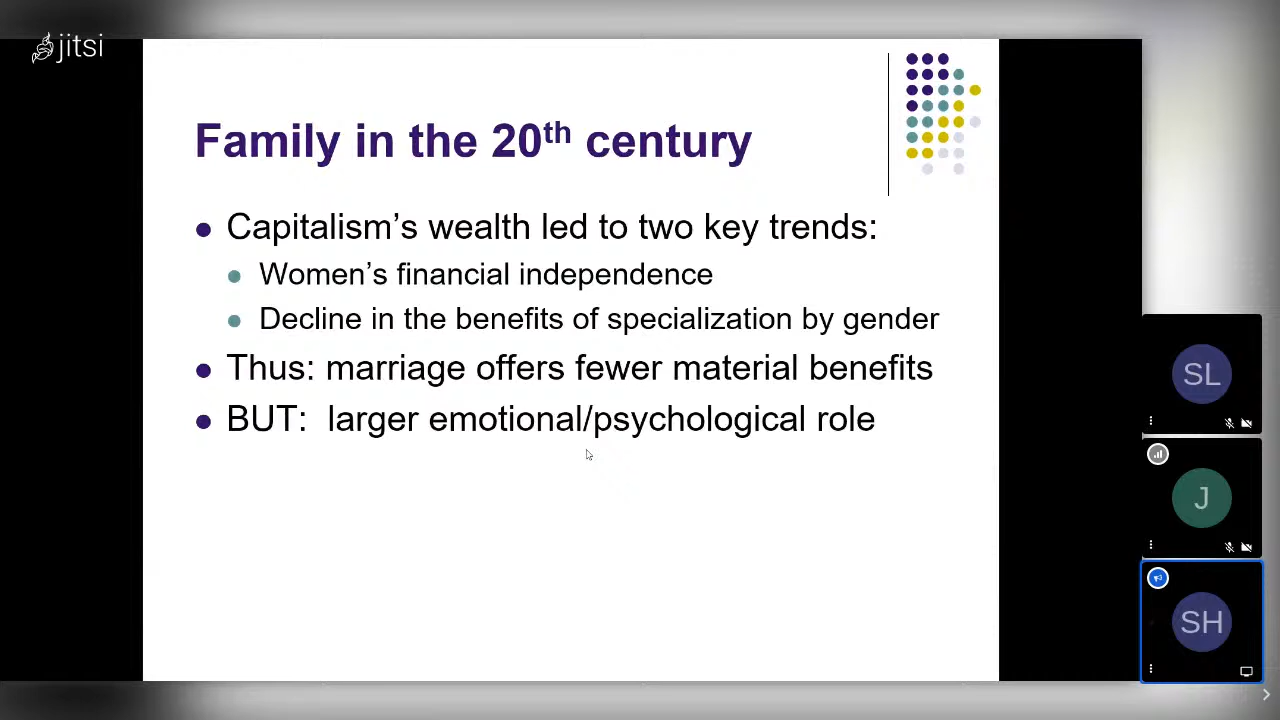 jitsi
Family in the 20th century
Capitalism’s wealth led to two key trends:
Women’s financial independence
Decline in the benefits of specialization by gender
Thus: marriage offers fewer material benefits
BUT:  larger emotional/psychological role
SL
J
SH